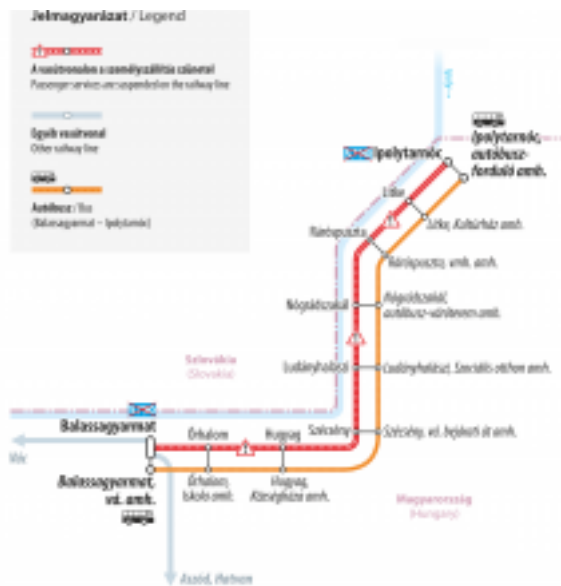 Jelmagyarázat / Legend
A vasútvonalon a személyszállítás szünetel
Passenger services are suspended on the railway line
Egyéb vasútvonal
Other railway line
Autóbusz / Bus
(Balassagyarmat – Ipolytarnóc)
Ipoly
Ipolytarnóc
Ipolytarnóc,
autóbusz-
forduló amh.
Litke
Litke, Kultúrház amh.
Ráróspuszta
Ráróspuszta, vmh. amh.
Nógrádszakál
Nógrádszakál,
autóbusz-váróterem amh.
Szlovákia
(Slovakia)
Ludányhalászi
Ludányhalászi, Szociális otthon amh.
Szécsény
Szécsény, vá. bejárati út amh.
Balassagyarmat
Őrhalom
Hugyag
Vác
Balassagyarmat,
vá. amh.
Őrhalom,
Iskola amh.
Hugyag,
Községháza amh.
Magyarország
(Hungary)
Aszód, Hatvan